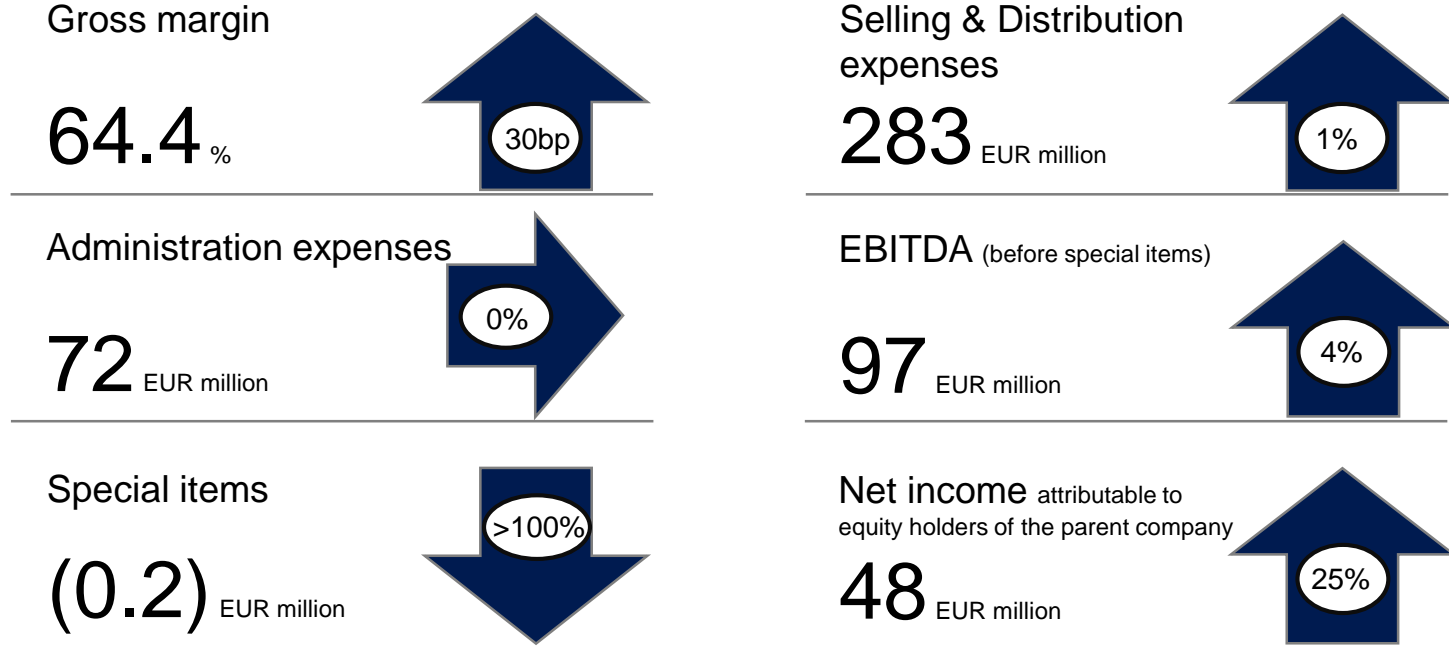 Gross margin
64.4 %
30bp
Selling & Distribution
expenses
283 EUR million
1%
Administration expenses
72 EUR million
0%
EBITDA (before special items)
97 EUR million
4%
Special items
(0.2) EUR million
>100%
Net income attributable to
equity holders of the parent company
48 EUR million
25%